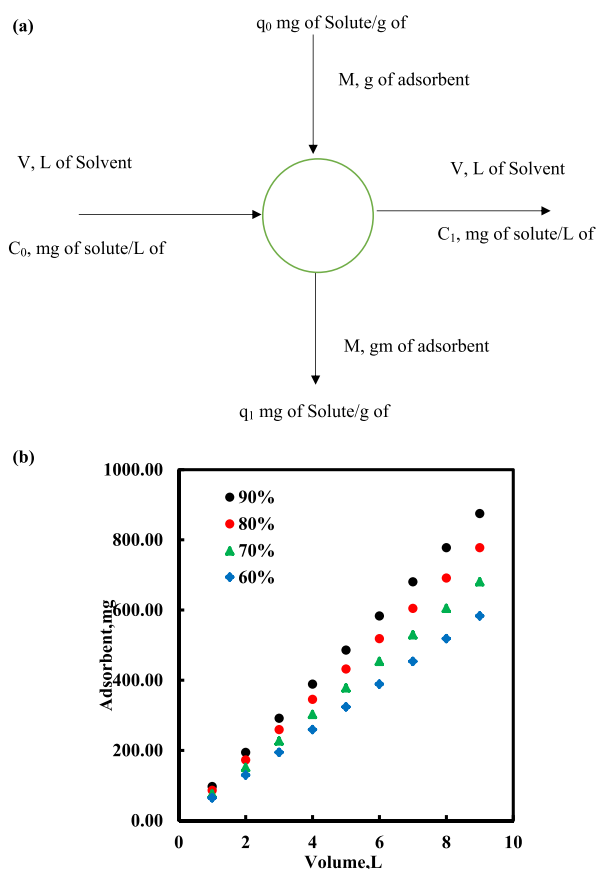 (a)
q0 mg of Solute/g of
M, g of adsorbent
V, L of Solvent
V, L of Solvent
C0, mg of solute/L of
C1, mg of solute/L of
M, gm of adsorbent
q1 mg of Solute/g of
(b)
1000.00
800.00
600.00
400.00
200.00
0.00
Adsorbent,mg
90%
80%
70%
60%
0 2 4 6 8 10
Volume,L